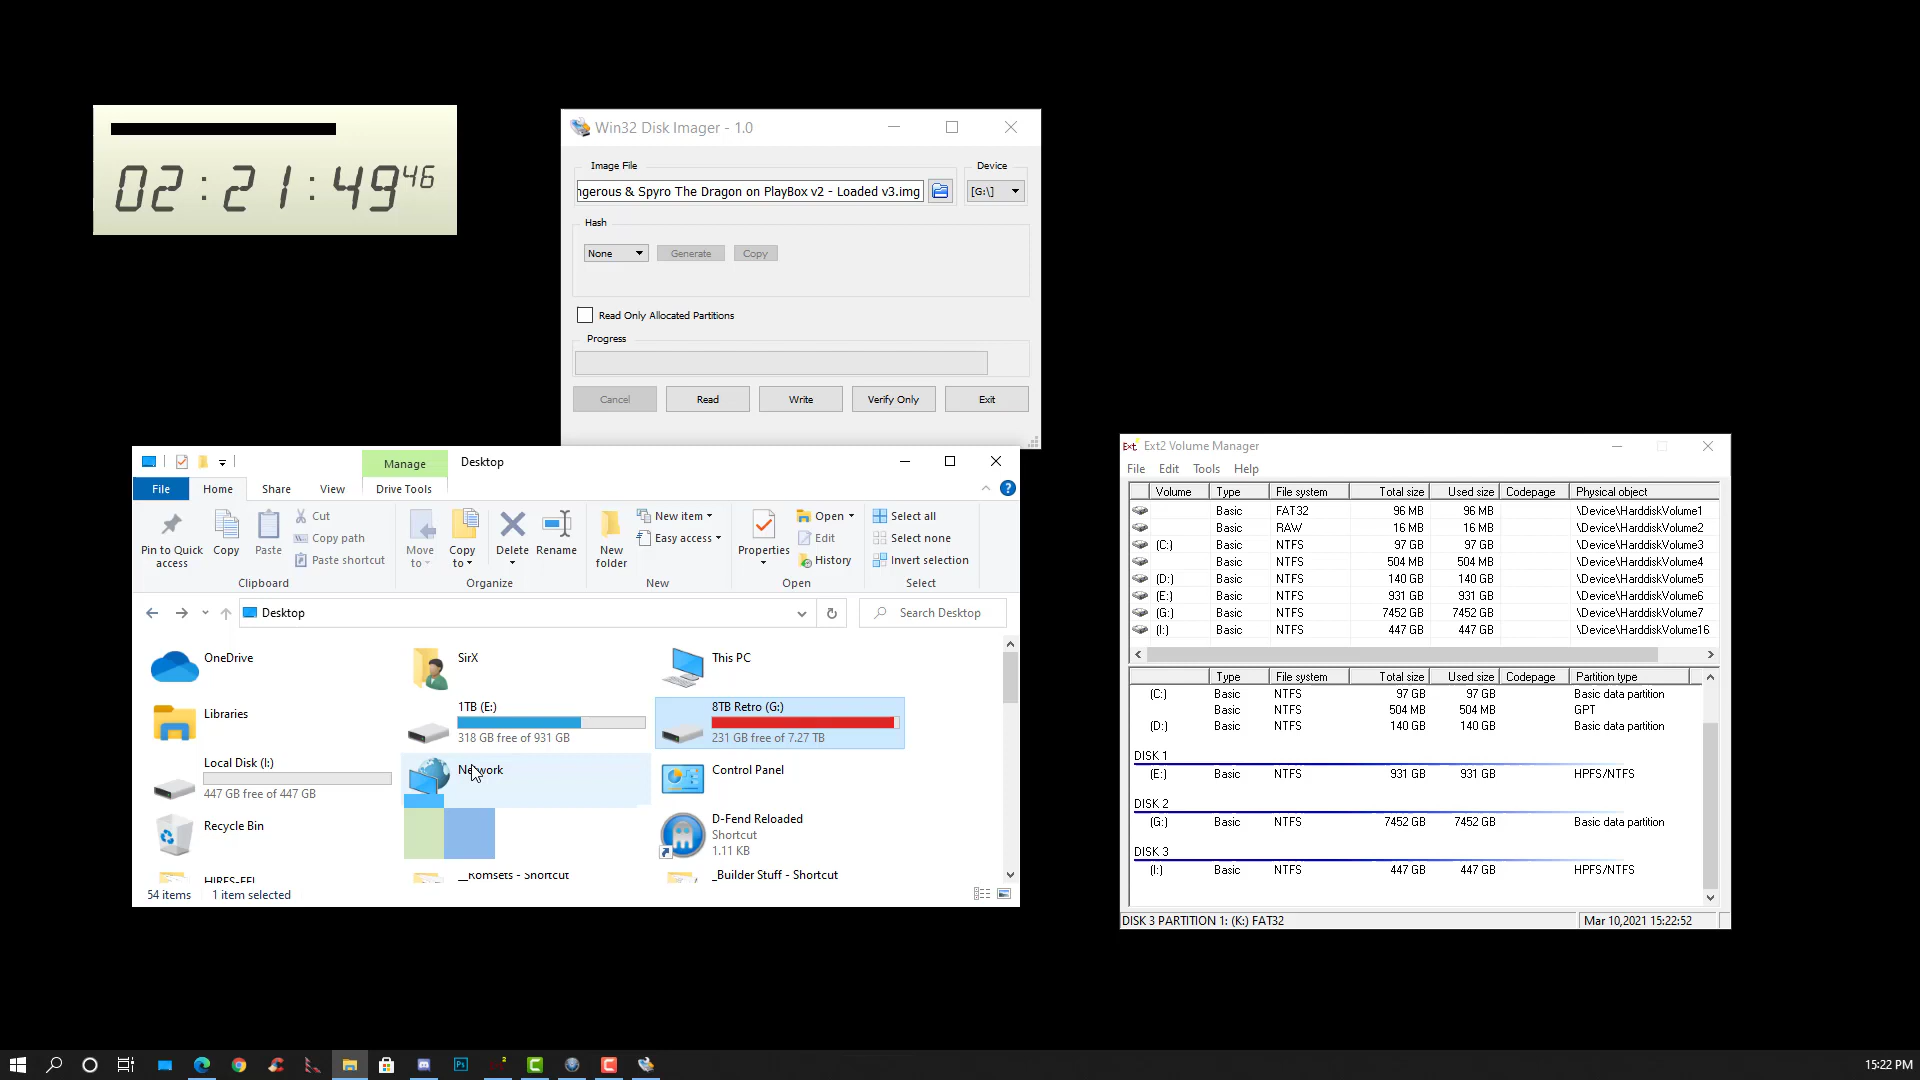 02:21:49 46
Win32 Disk Imager - 1.0
Image File
Device
ngerous & Spyro The Dragon on PlayBox v2 - Loaded v3.img
[G:\]
Hash
None
Generate
Copy
Read Only Allocated Partitions
Progress
Cancel
Read
Write
Verify Only
Exit
Manage
Desktop
File
Home
Share
View
Drive Tools
Pin to Quick access
Copy
Paste
Cut
Copy path
Paste shortcut
Clipboard
Move to
Copy to
Delete
Rename
Organize
New folder
New item
Easy access
New
Properties
Open
Edit
History
Open
Select all
Select none
Invert selection
Select
Desktop
Search Desktop
OneDrive
SirX
This PC
Libraries
1TB (E:)
318 GB free of 931 GB
8TB Retro (G:)
231 GB free of 7.27 TB
Local Disk (I:)
447 GB free of 447 GB
Network
Control Panel
Recycle Bin
D-Fend Reloaded
Shortcut
1.11 KB
HIRES-EFI
__Romsets - Shortcut
_Builder Stuff - Shortcut
54 items
1 item selected
Ext2 Volume Manager
File Edit Tools Help
Volume Type File system Total size Used size Codepage Physical object
Basic FAT32 96 MB 96 MB \Device\HarddiskVolume1
Basic RAW 16 MB 16 MB \Device\HarddiskVolume2
(C:) Basic NTFS 97 GB 97 GB \Device\HarddiskVolume3
Basic NTFS 504 MB 504 MB \Device\HarddiskVolume4
(D:) Basic NTFS 140 GB 140 GB \Device\HarddiskVolume5
(E:) Basic NTFS 931 GB 931 GB \Device\HarddiskVolume6
(G:) Basic NTFS 7452 GB 7452 GB \Device\HarddiskVolume7
(I:) Basic NTFS 447 GB 447 GB \Device\HarddiskVolume16
Type File system Total size Used size Codepage Partition type
(C:) Basic NTFS 97 GB 97 GB Basic data partition
Basic NTFS 504 MB 504 MB GPT
(D:) Basic NTFS 140 GB 140 GB Basic data partition
DISK 1
(E:) Basic NTFS 931 GB 931 GB HPFS/NTFS
DISK 2
(G:) Basic NTFS 7452 GB 7452 GB Basic data partition
DISK 3
(I:) Basic NTFS 447 GB 447 GB HPFS/NTFS
DISK 3 PARTITION 1: (K:) FAT32
Mar 10,2021 15:22:52
15:22 PM